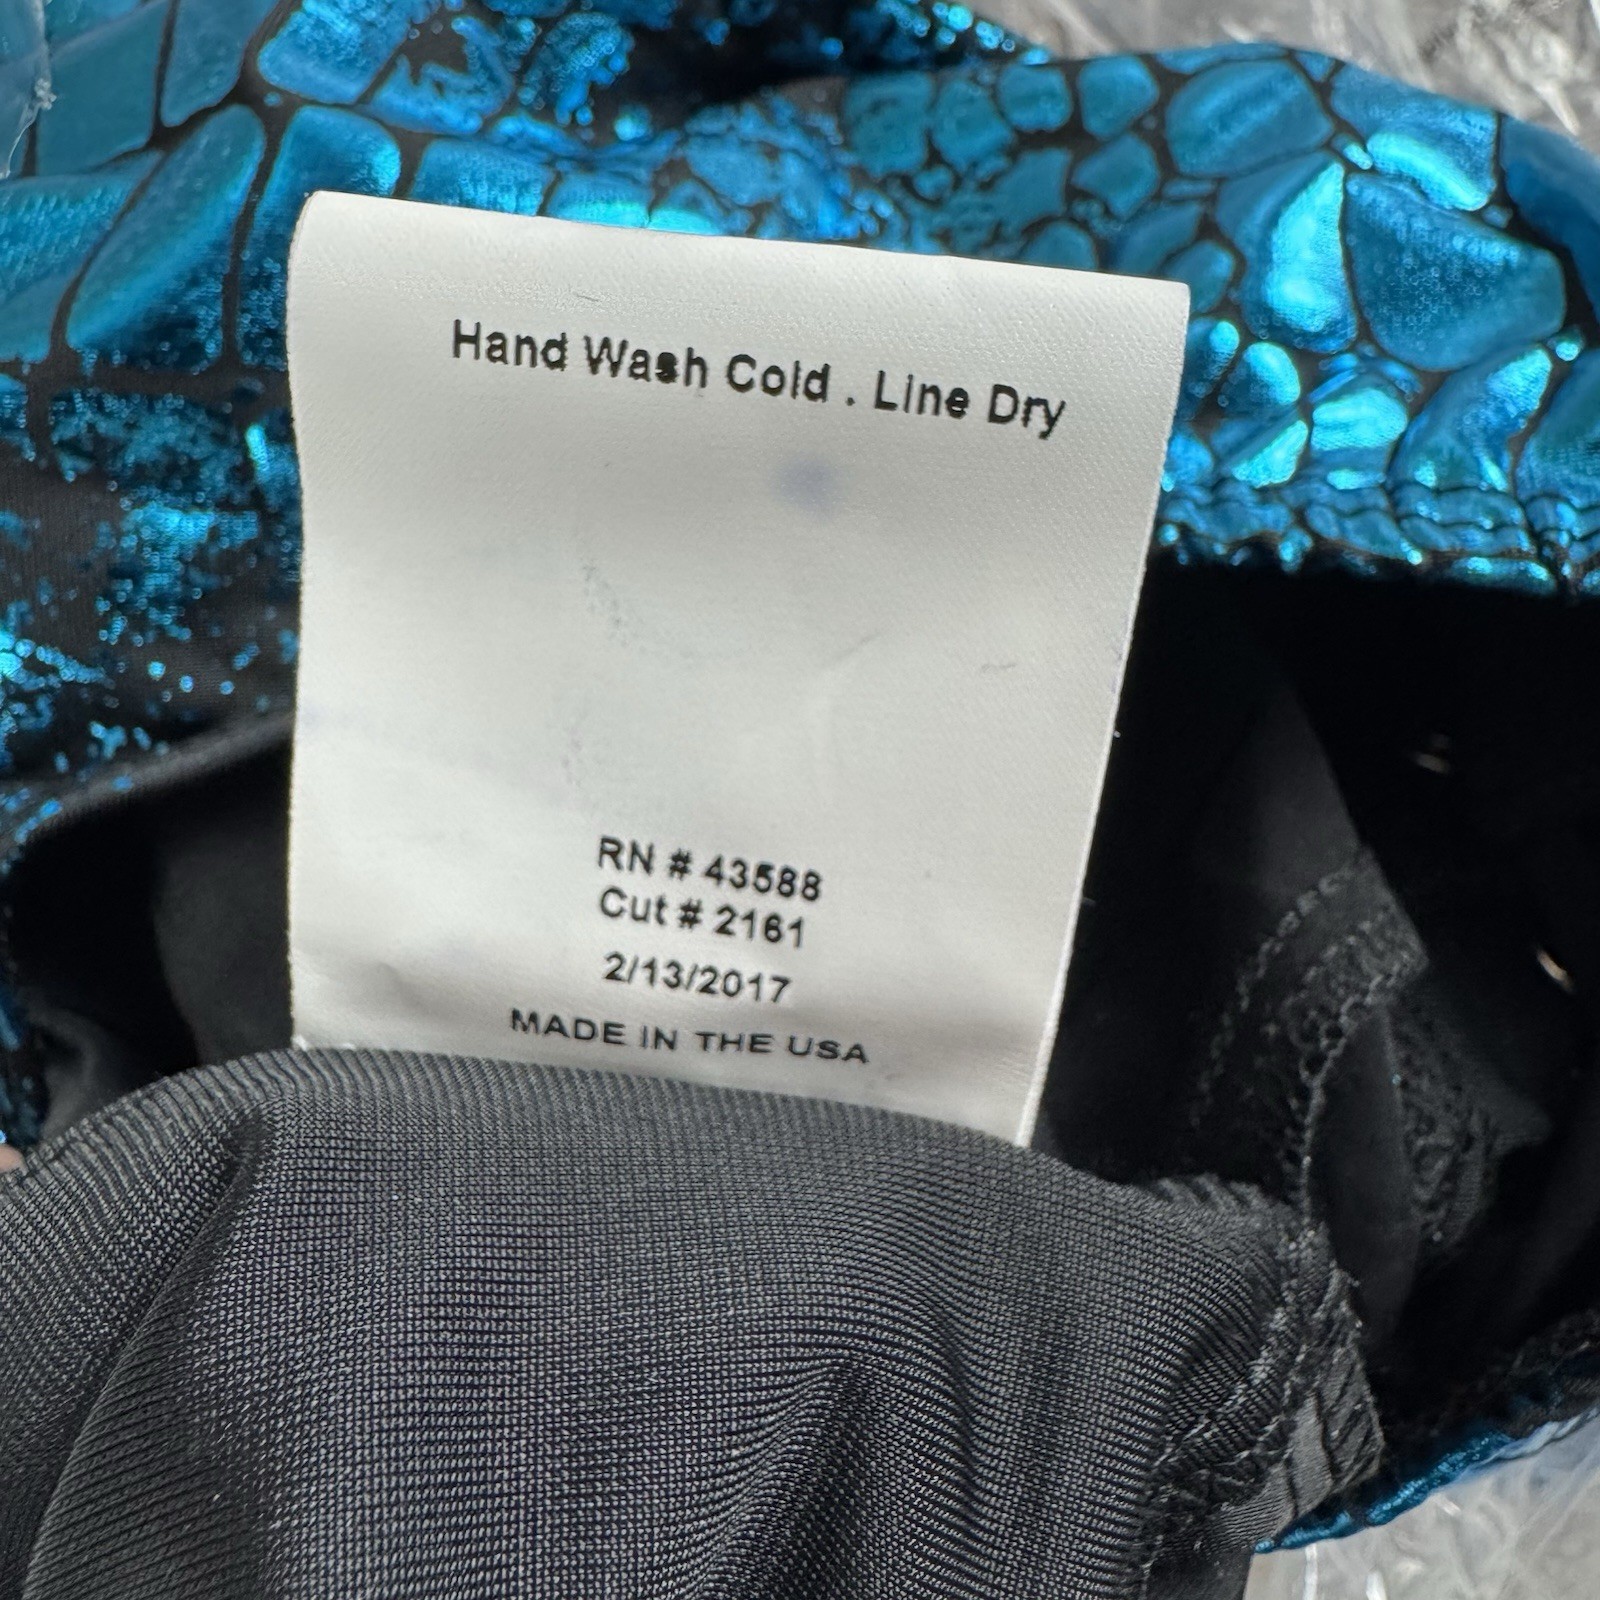 Hand Wash Cold . Line Dry
RN # 43588
Cut # 2161
2/13/2017
MADE IN THE USA